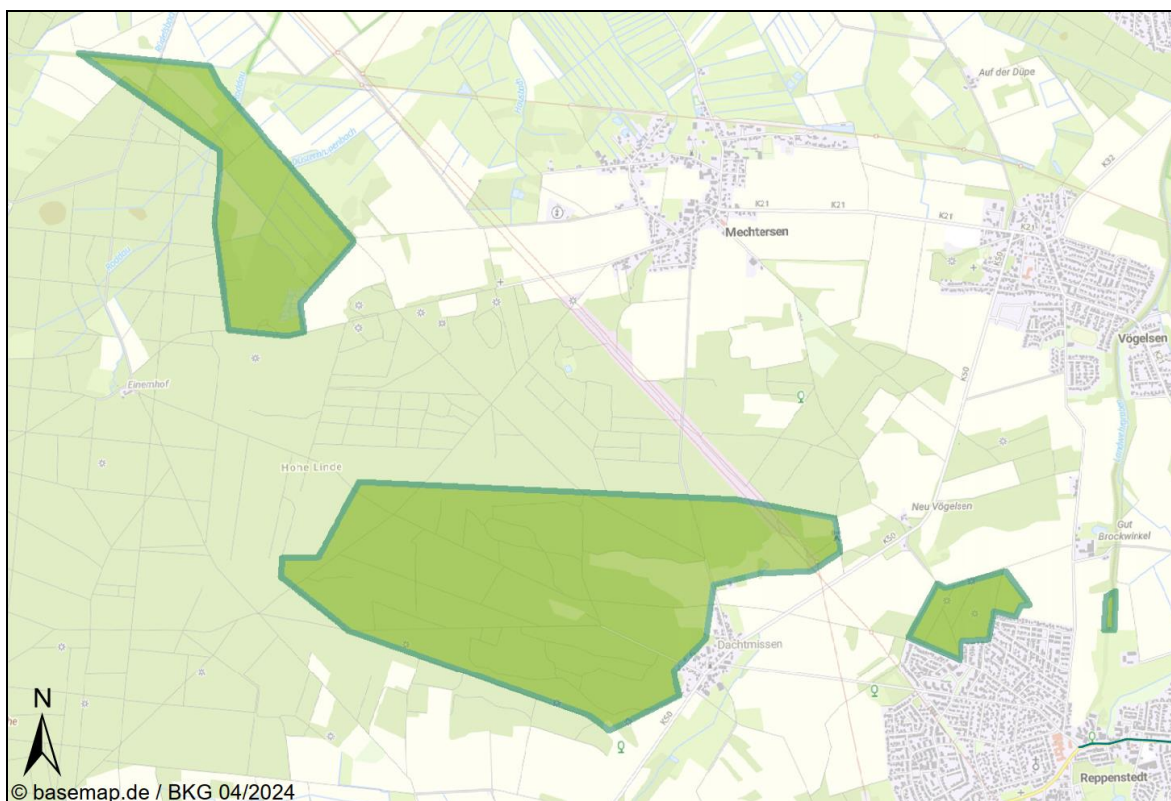 Auf der Düpe
K32
K21
K21
K21
K21
K50
Mechtersen
Vögelsen
Einemhof
K50
Hohe Linde
Neu Vögelsen
K50
Gut
Brockwinkel
Dachtmissen
K50
N
Reppenstedt
© basemap.de / BKG 04/2024